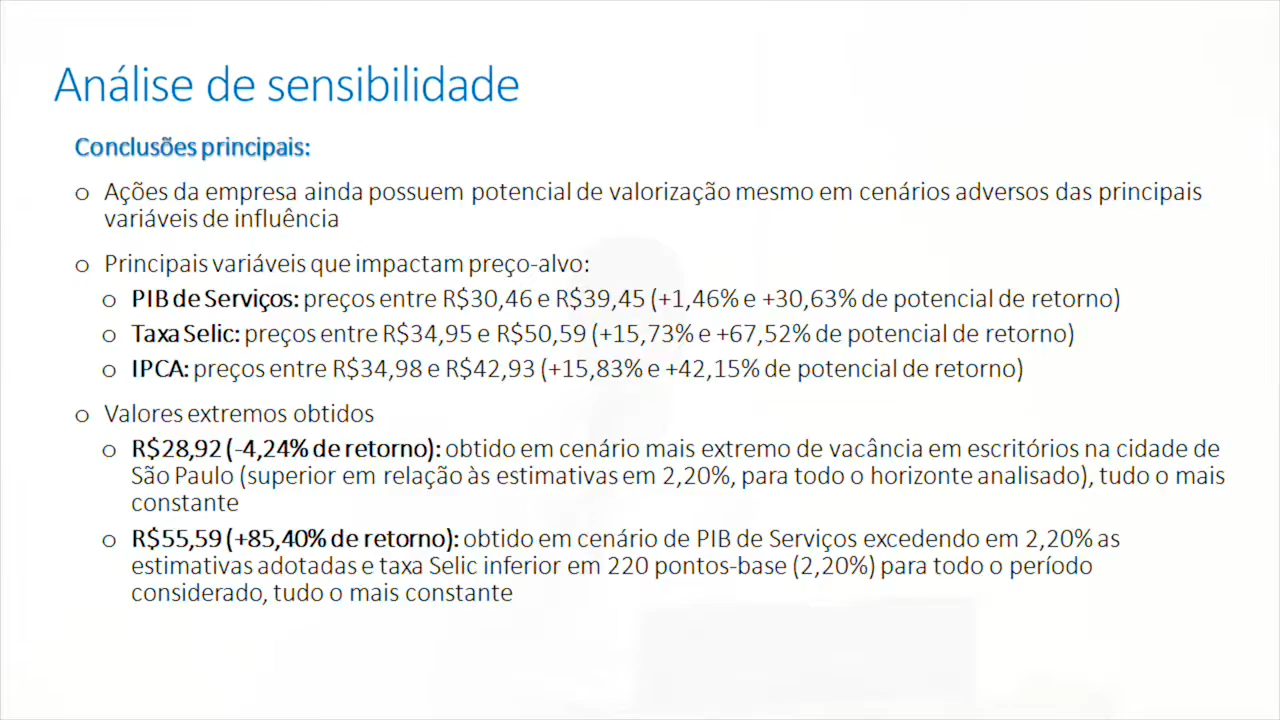 Análise de sensibilidade
Conclusões principais:
o Ações da empresa ainda possuem potencial de valorização mesmo em cenários adversos das principais
variáveis de influência
o Principais variáveis que impactam preço-alvo:
o PIB de Serviços: preços entre R$30,46 e R$39,45 (+1,46% e +30,63% de potencial de retorno)
o Taxa Selic: preços entre R$34,95 e R$50,59 (+15,73% e +67,52% de potencial de retorno)
o IPCA: preços entre R$34,98 e R$42,93 (+15,83% e +42,15% de potencial de retorno)
o Valores extremos obtidos
o R$28,92 (-4,24% de retorno): obtido em cenário mais extremo de vacância em escritórios na cidade de
São Paulo (superior em relação às estimativas em 2,20%, para todo o horizonte analisado), tudo o mais
constante
o R$55,59 (+85,40% de retorno): obtido em cenário de PIB de Serviços excedendo em 2,20% as
estimativas adotadas e taxa Selic inferior em 220 pontos-base (2,20%) para todo o período
considerado, tudo o mais constante